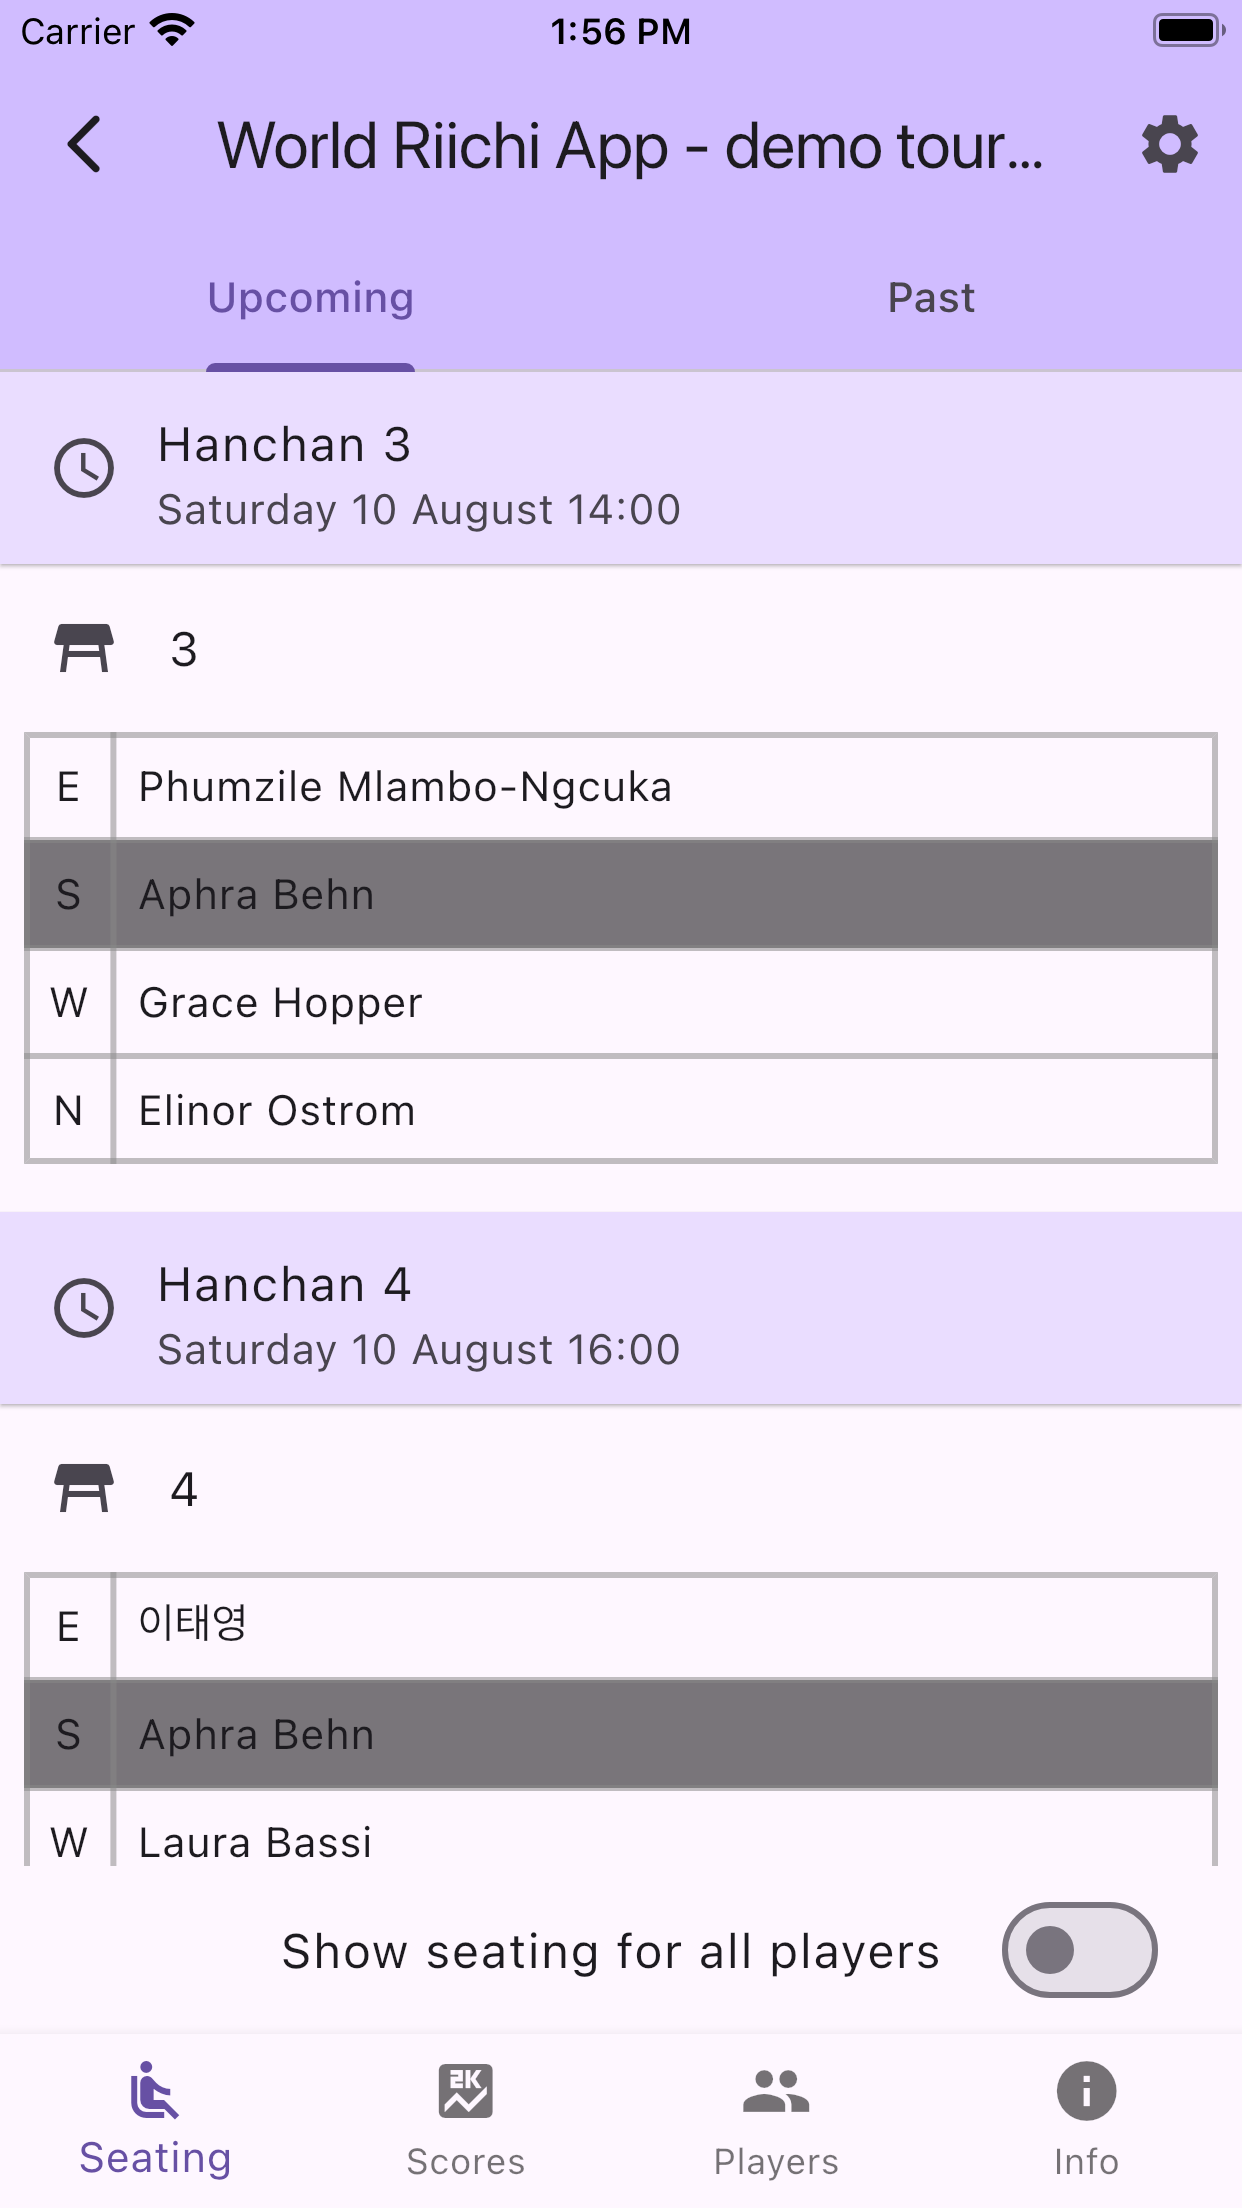 Carrier 1:56 PM
World Riichi App - demo tour...
Upcoming Past
Hanchan 3
Saturday 10 August 14:00
3
E Phumzile Mlambo-Ngcuka
S Aphra Behn
W Grace Hopper
N Elinor Ostrom
Hanchan 4
Saturday 10 August 16:00
4
E 이태영
S Aphra Behn
W Laura Bassi
Show seating for all players
2K
Seating Scores Players Info